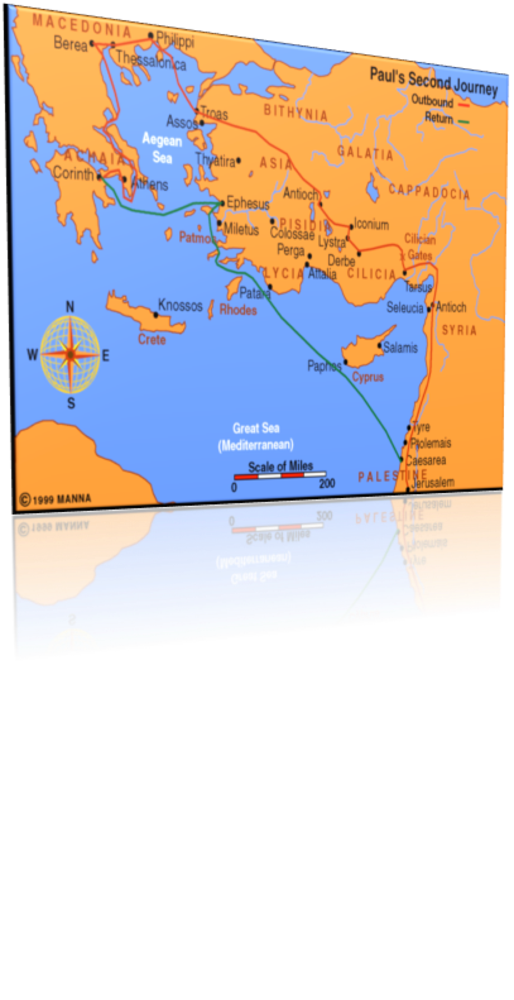 MACEDONIA
Berea
Philippi
Thessalonica
Paul's Second Journey
Outbound
Return
Troas
Assos
BITHYNIA
Aegean
Sea
GALATIA
ACHAIA
Thyatira
ASIA
Corinth
Athens
CAPPADOCIA
Antioch
Ephesus
Iconium
PISIDIA
Miletus
Colossae
Patmos
Lystra
Cilician
Gates
Perga
Derbe
LYCIA
Attalia
CILICIA
Tarsus
Patara
Knossos
Rhodes
Seleucia
Antioch
N
SYRIA
Crete
W
E
Salamis
Paphos
Cyprus
S
Great Sea
(Mediterranean)
Tyre
Ptolemais
Caesarea
Scale of Miles
0
200
PALESTINE
Jerusalem
© 1999 MANNA